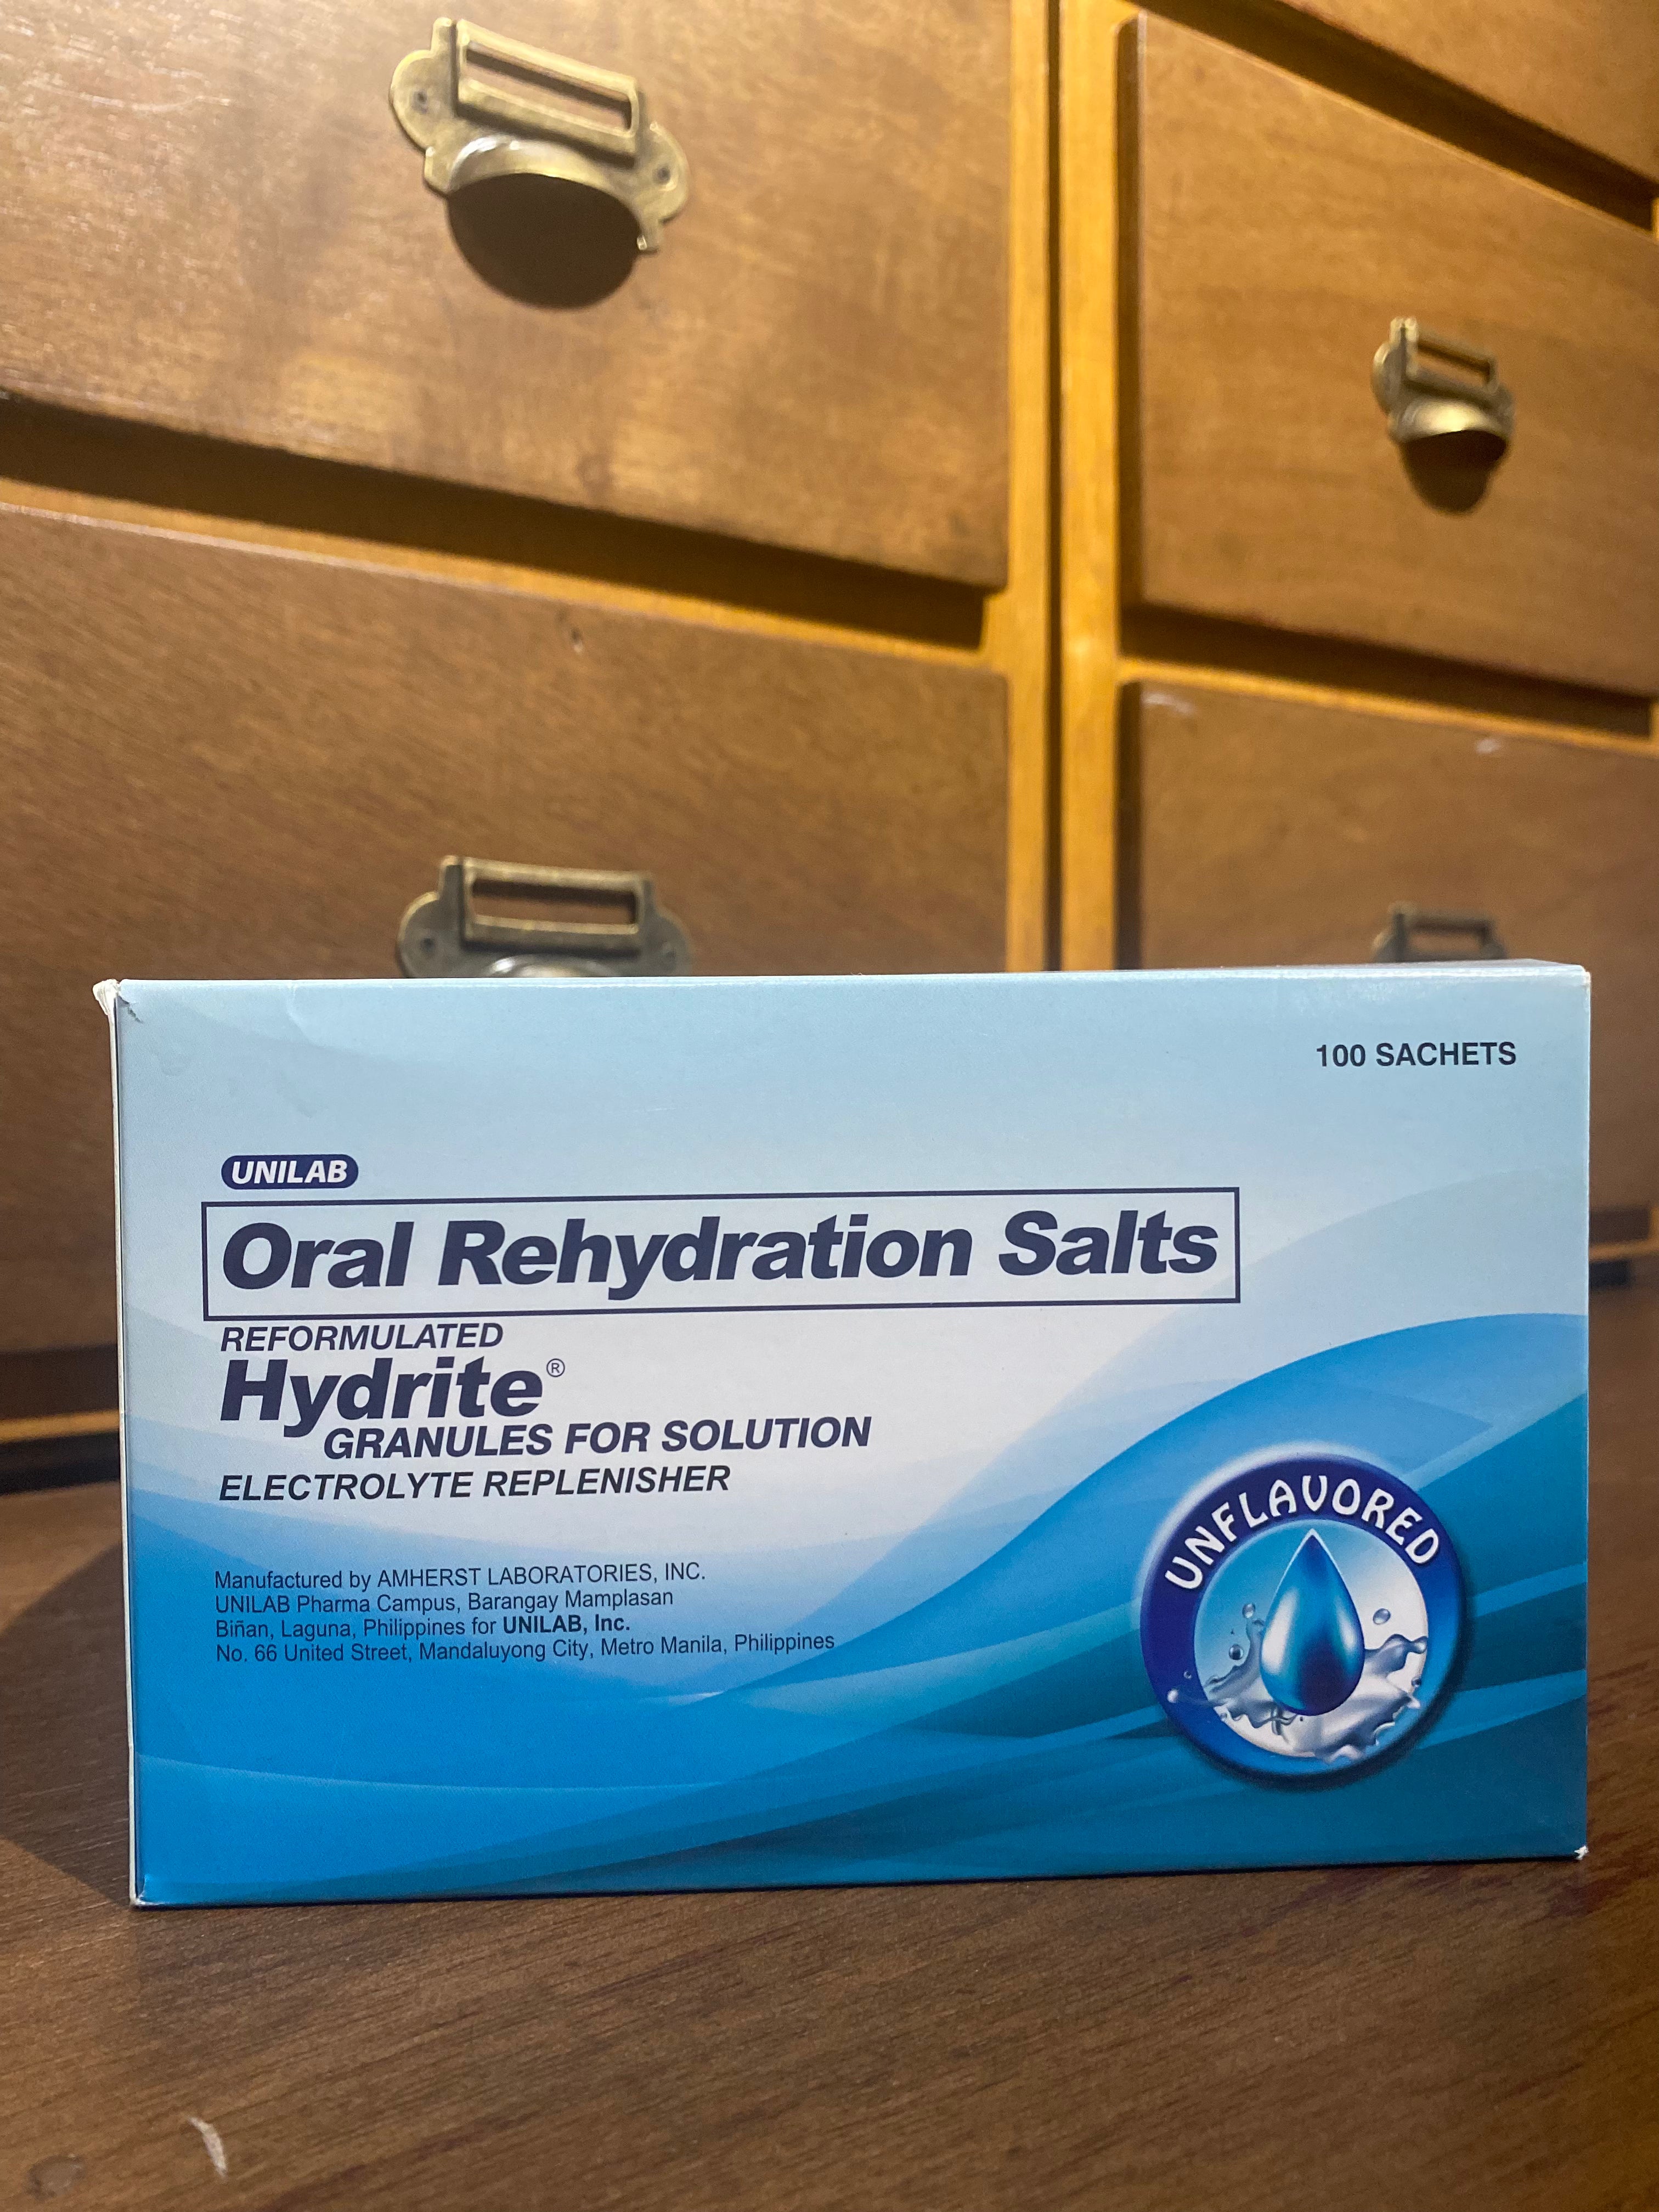 100 SACHETS
UNILAB
Oral Rehydration Salts
REFORMULATED
Hydrite®
GRANULES FOR SOLUTION
ELECTROLYTE REPLENISHER
Manufactured by AMHERST LABORATORIES, INC.
UNILAB Pharma Campus, Barangay Mamplasan
Biñan, Laguna, Philippines for UNILAB, Inc.
No. 66 United Street, Mandaluyong City, Metro Manila, Philippines
UNFLAVORED